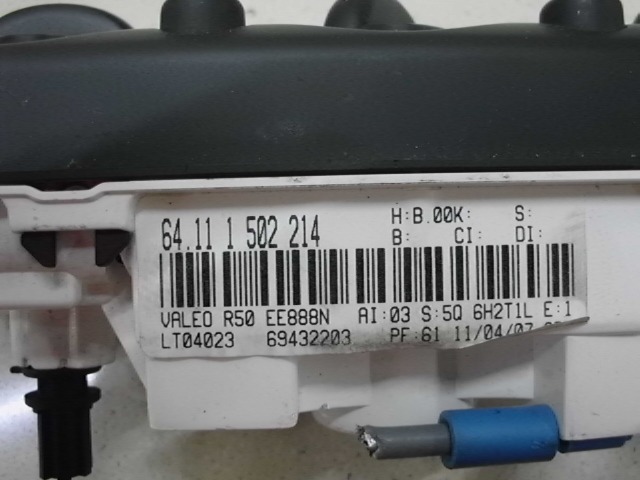 64.11 1 502 214
H:B.00K: S:
B: CI: DI:
VALEO R50 EE888N AI:03 S:5Q 6H2T1L E:1
LT04023 69432203 PF:61 11/04/07